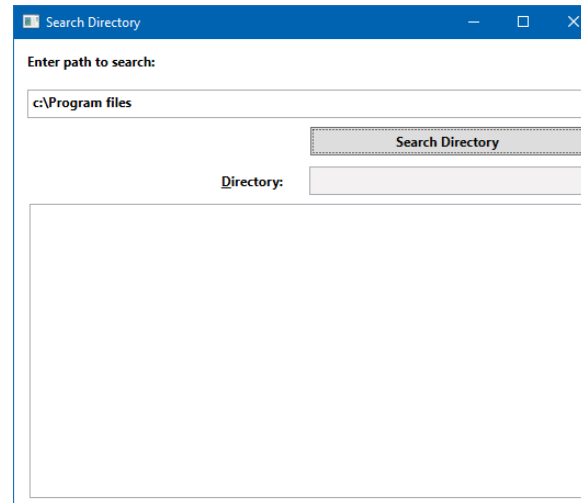 Search Directory
Enter path to search:
c:\Program files
Search Directory
Directory: